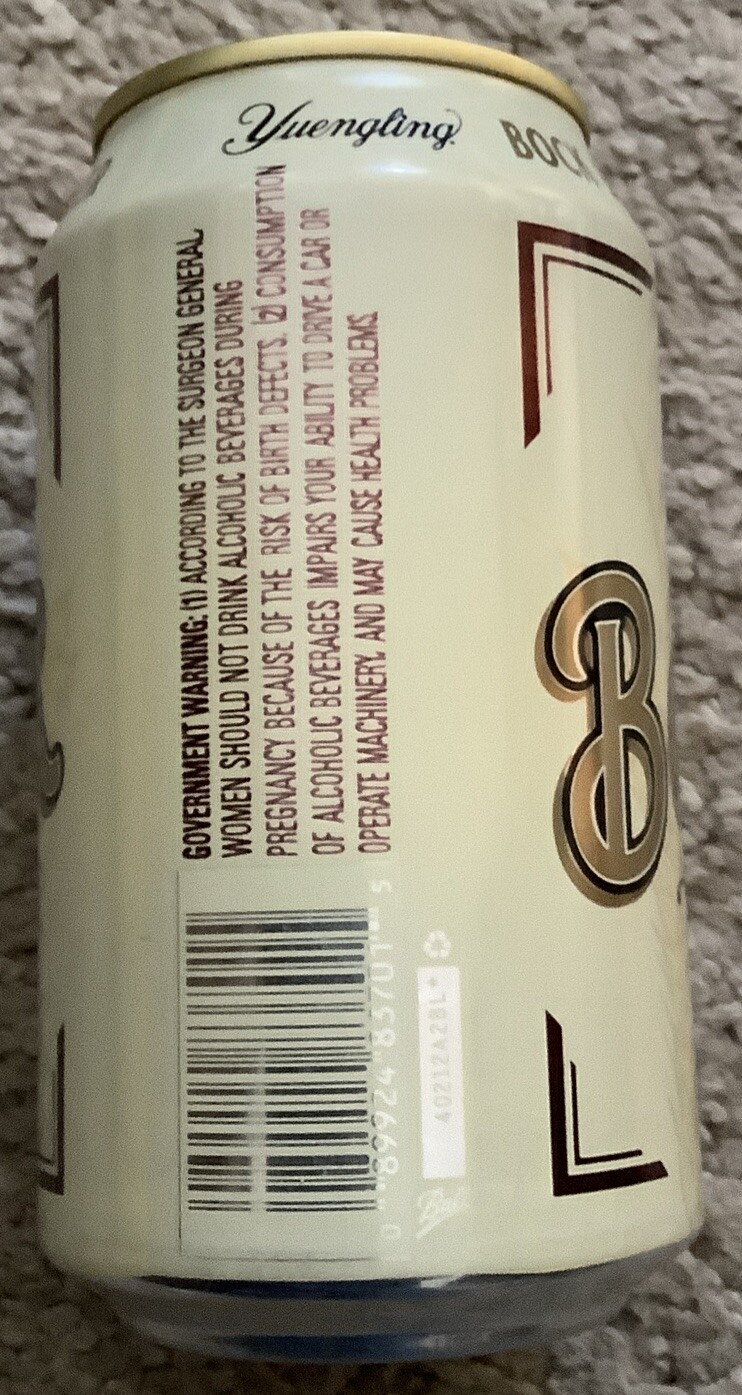 Yuengling
BOCK
GOVERNMENT WARNING: (1) ACCORDING TO THE SURGEON GENERAL
WOMEN SHOULD NOT DRINK ALCOHOLIC BEVERAGES DURING
PREGNANCY BECAUSE OF THE RISK OF BIRTH DEFECTS. (2) CONSUMPTION
OF ALCOHOLIC BEVERAGES IMPAIRS YOUR ABILITY TO DRIVE A CAR OR
OPERATE MACHINERY, AND MAY CAUSE HEALTH PROBLEMS.
0 89924 83701 5
40212A2BL*
Ball
B